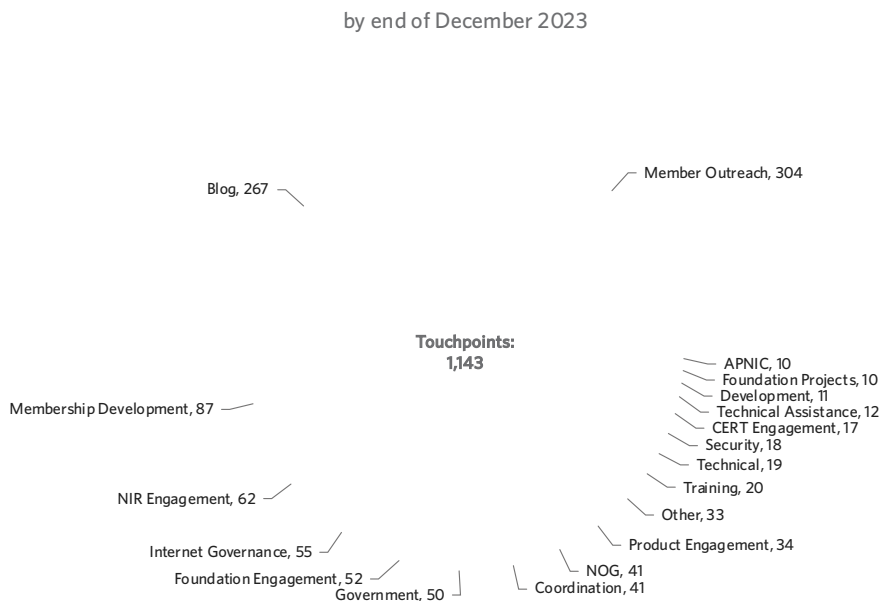 by end of December 2023
Member Outreach, 304
Blog, 267
Touchpoints:
1,143
APNIC, 10
Foundation Projects, 10
Development, 11
Technical Assistance, 12
CERT Engagement, 17
Security, 18
Technical, 19
Training, 20
Other, 33
Product Engagement, 34
NOG, 41
Coordination, 41
Government, 50
Foundation Engagement, 52
Internet Governance, 55
NIR Engagement, 62
Membership Development, 87